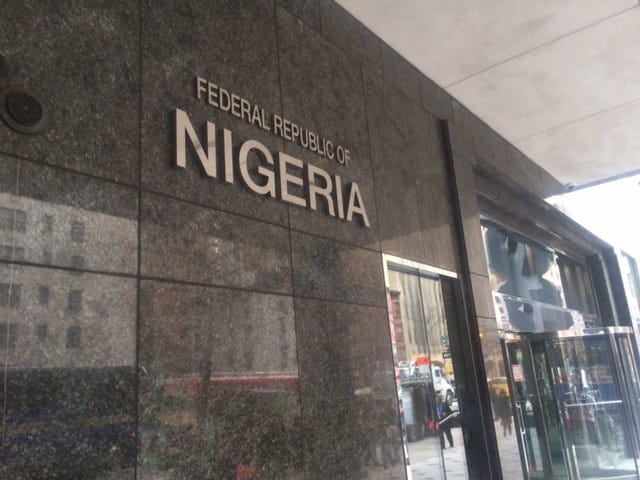 FEDERAL REPUBLIC OF
NIGERIA